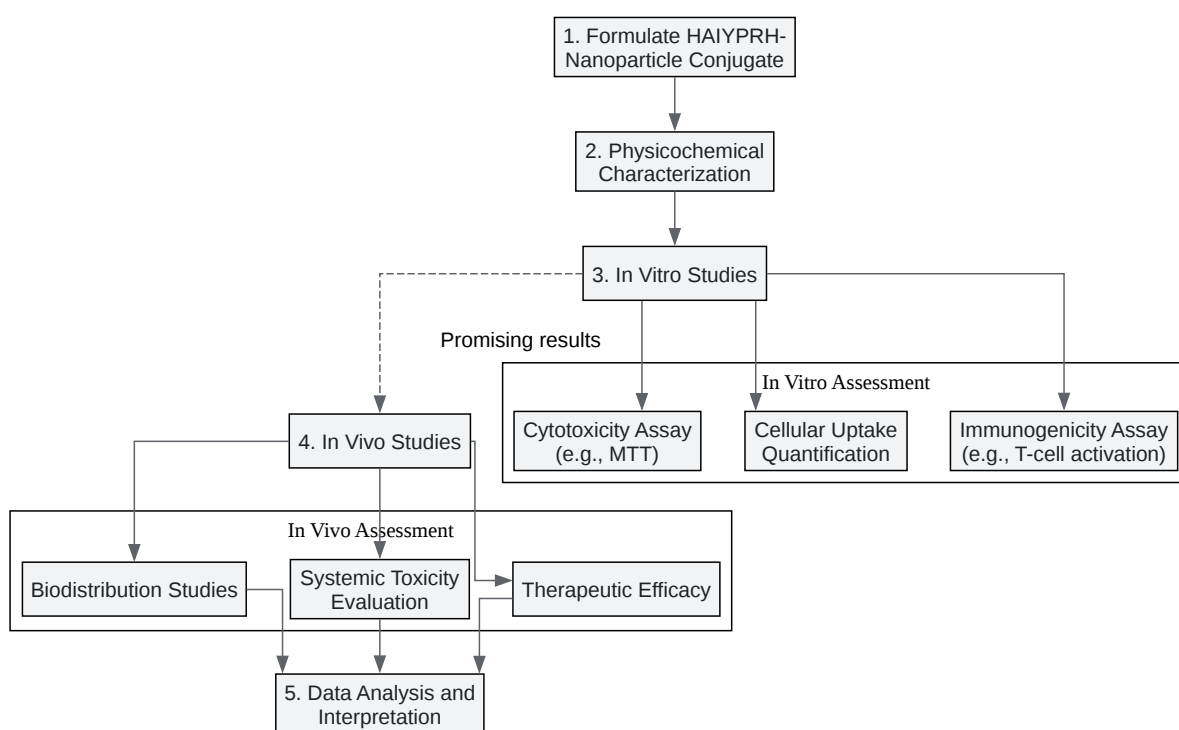 1. Formulate HAIYPRH-
Nanoparticle Conjugate
2. Physicochemical
Characterization
3. In Vitro Studies
Promising results
In Vitro Assessment
Cytotoxicity Assay
(e.g., MTT)
Cellular Uptake
Quantification
Immunogenicity Assay
(e.g., T-cell activation)
4. In Vivo Studies
In Vivo Assessment
Biodistribution Studies
Systemic Toxicity
Evaluation
Therapeutic Efficacy
5. Data Analysis and
Interpretation